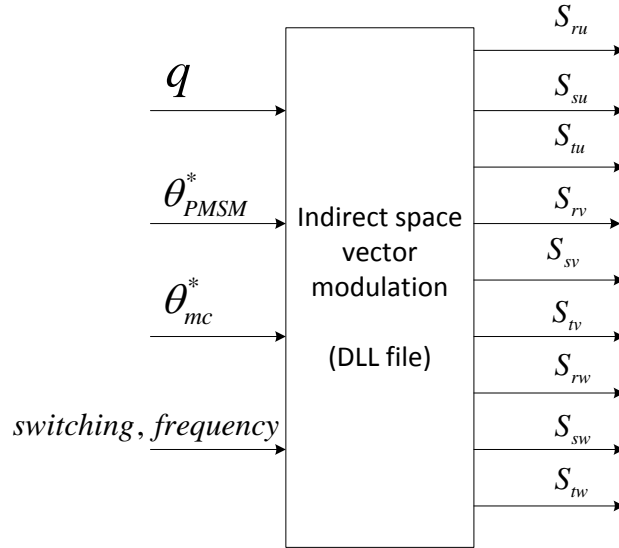 q
θ*PMSM
θ*mc
switching, frequency
Indirect space
vector
modulation
(DLL file)
Sru
Ssu
Stu
Srv
Ssv
Stv
Srw
Ssw
Stw